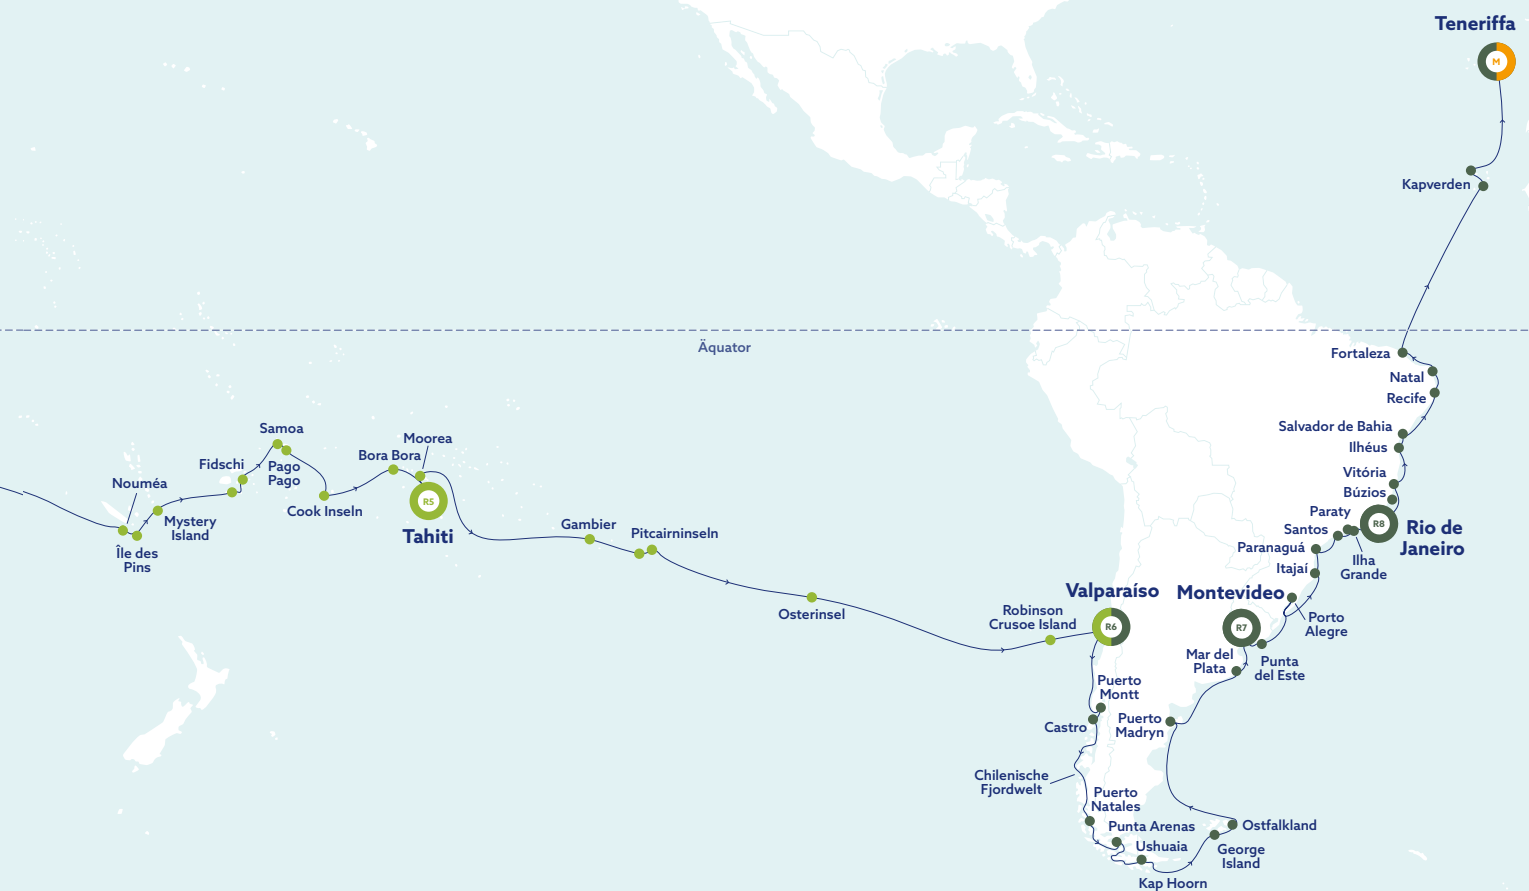 Teneriffa
M
Kapverden
Äquator
Fortaleza
Natal
Recife
Salvador de Bahia
Ilhéus
Vitória
Búzios
Paraty
Santos
R8
Rio de
Janeiro
Ilha
Grande
Paranaguá
Itajaí
Samoa
Pago
Pago
Fidschi
Nouméa
Mystery
Island
Île des
Pins
Cook Inseln
Bora Bora
Moorea
R5
Tahiti
Gambier
Pitcairninseln
Osterinsel
Robinson
Crusoe Island
Valparaíso
R6
Montevideo
R7
Porto
Alegre
Punta
del Este
Mar del
Plata
Puerto
Montt
Castro
Puerto
Madryn
Chilenische
Fjordwelt
Puerto
Natales
Punta Arenas
Ushuaia
Kap Hoorn
Ostfalkland
George
Island